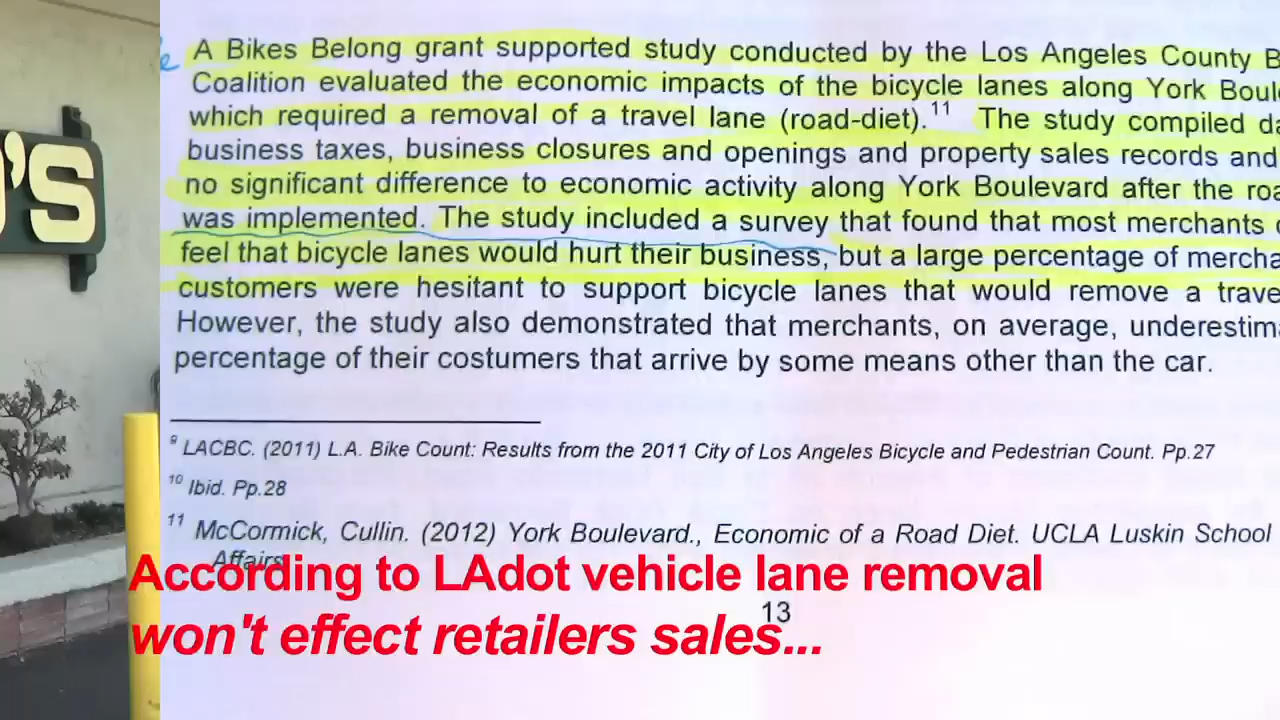 'S
A Bikes Belong grant supported study conducted by the Los Angeles County B
Coalition evaluated the economic impacts of the bicycle lanes along York Boul
which required a removal of a travel lane (road-diet).11 The study compiled da
business taxes, business closures and openings and property sales records and
no significant difference to economic activity along York Boulevard after the roa
was implemented. The study included a survey that found that most merchants
feel that bicycle lanes would hurt their business, but a large percentage of mercha
customers were hesitant to support bicycle lanes that would remove a trave
However, the study also demonstrated that merchants, on average, underestima
percentage of their costumers that arrive by some means other than the car.
9 LACBC. (2011) L.A. Bike Count: Results from the 2011 City of Los Angeles Bicycle and Pedestrian Count. Pp.27
10 Ibid. Pp.28
11 McCormick, Cullin. (2012) York Boulevard., Economic of a Road Diet. UCLA Luskin School
Affairs
According to LAdot vehicle lane removal
13
won't effect retailers sales...